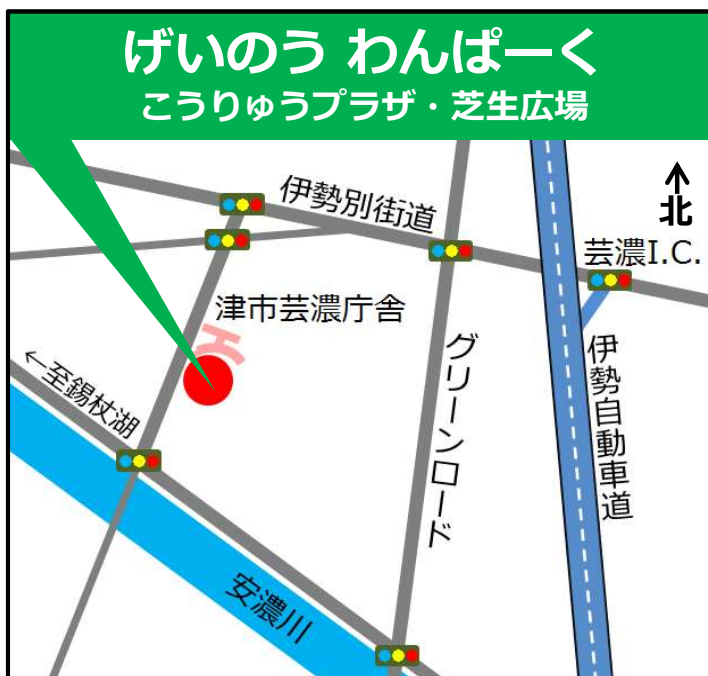 げいのう わんぱーく
こうりゅうプラザ・芝生広場
北
伊勢別街道
芸濃I.C.
津市芸濃庁舎
グリーンロード
伊勢自動車道
←至錫杖湖
安濃川